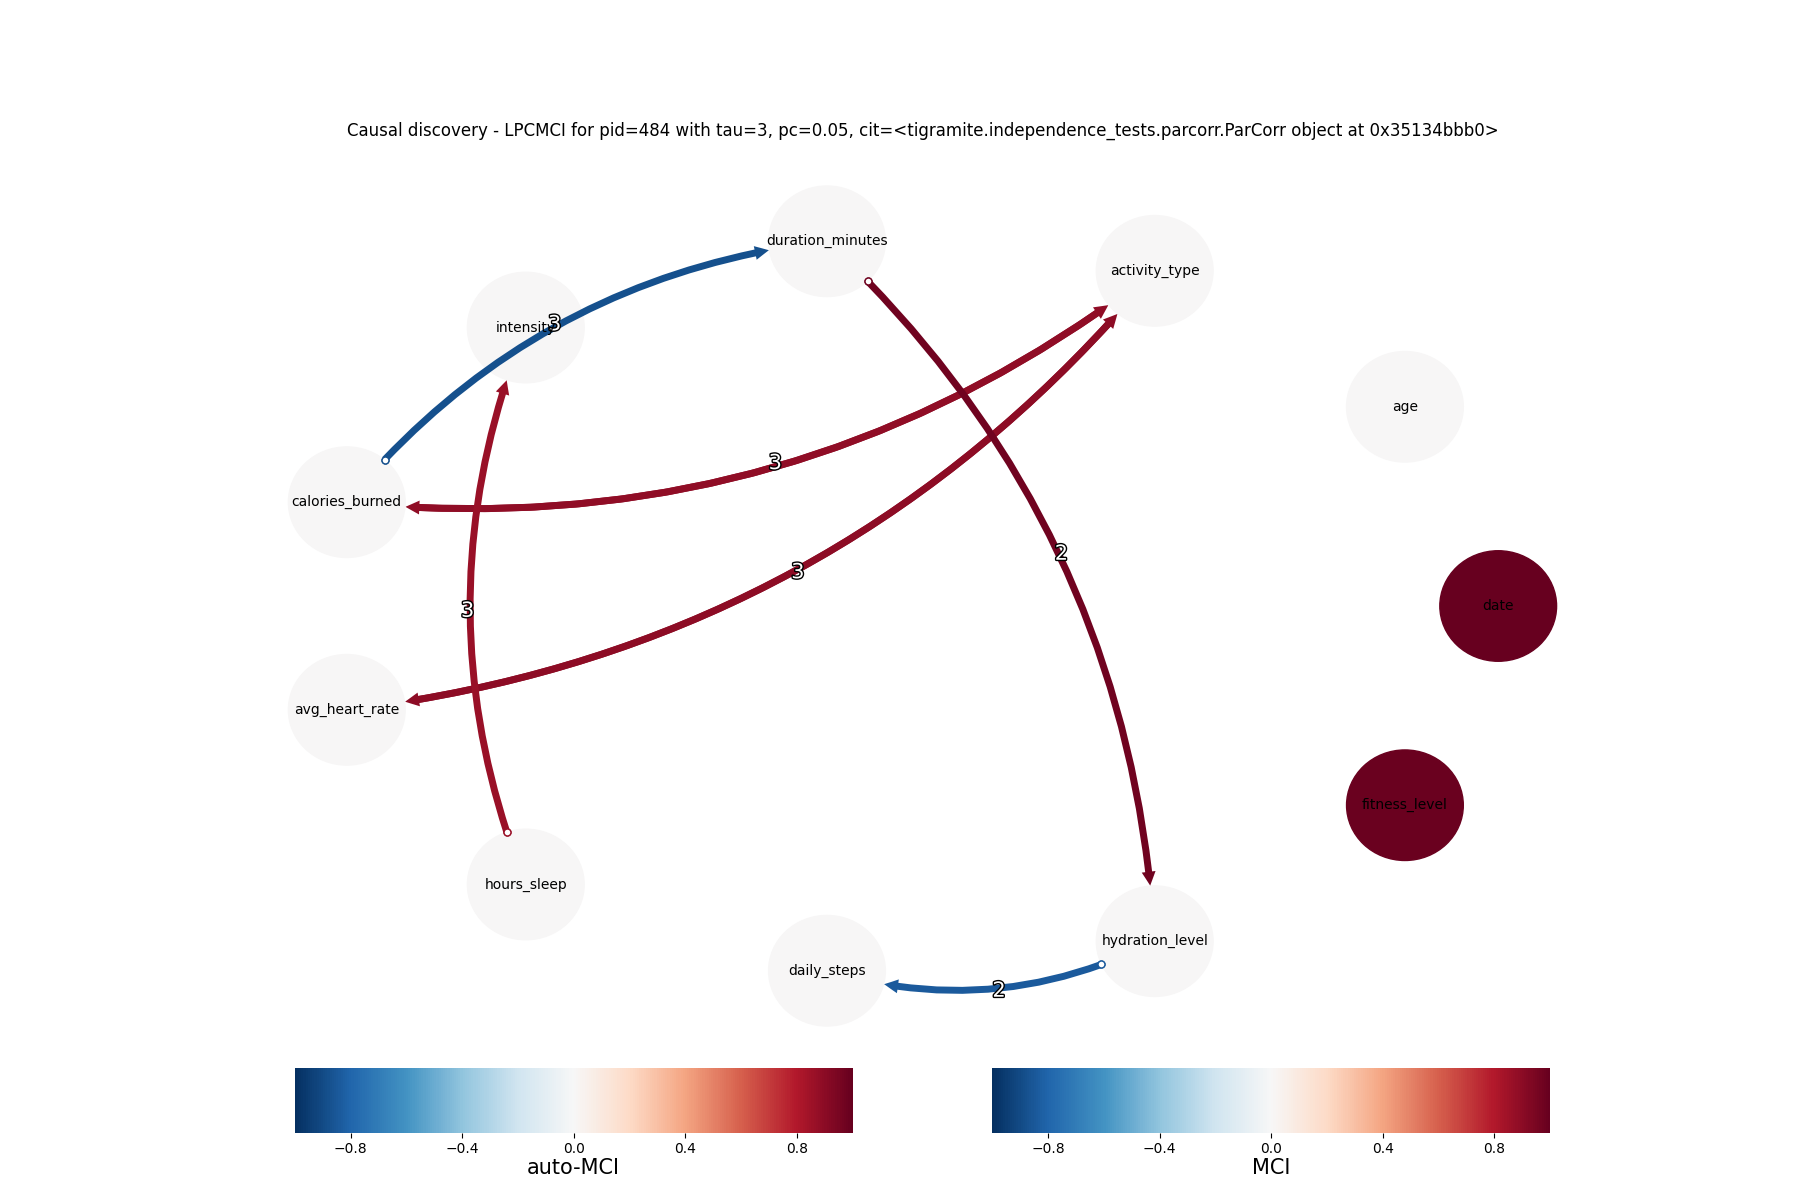 Causal discovery - LPCMCI for pid=484 with tau=3, pc=0.05, cit=<tigramite.independence_tests.parcorr.ParCorr object at 0x35134bbb0>
duration_minutes
activity_type
intensity
3
age
3
calories_burned
2
3
date
3
avg_heart_rate
fitness_level
hours_sleep
hydration_level
daily_steps
2
−0.8 −0.4 0.0 0.4 0.8
auto-MCI
−0.8 −0.4 0.0 0.4 0.8
MCI